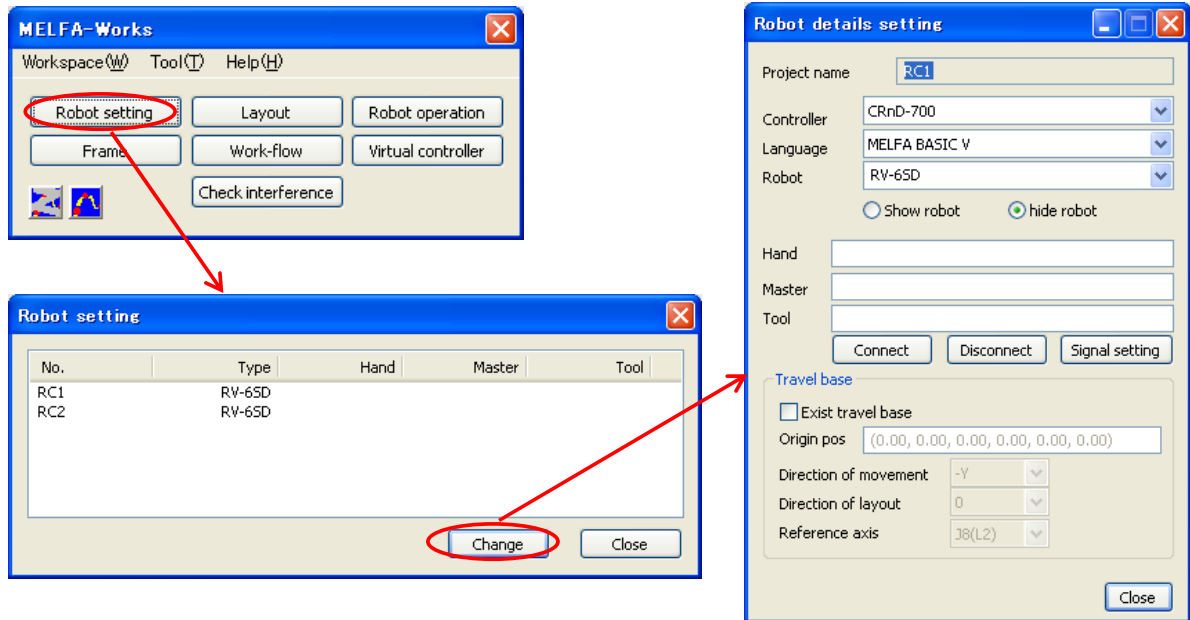 MELFA-Works
Workspace(W) Tool(T) Help(H)
Robot setting Layout Robot operation
Frame Work-flow Virtual controller
Check interference
Robot setting
No. Type Hand Master Tool
RC1 RV-6SD
RC2 RV-6SD
Change Close
Robot details setting
Project name RC1
Controller CRnD-700
Language MELFA BASIC V
Robot RV-6SD
Show robot hide robot
Hand
Master
Tool
Connect Disconnect Signal setting
Travel base
Exist travel base
Origin pos (0.00, 0.00, 0.00, 0.00, 0.00, 0.00)
Direction of movement -Y
Direction of layout 0
Reference axis J8(L2)
Close